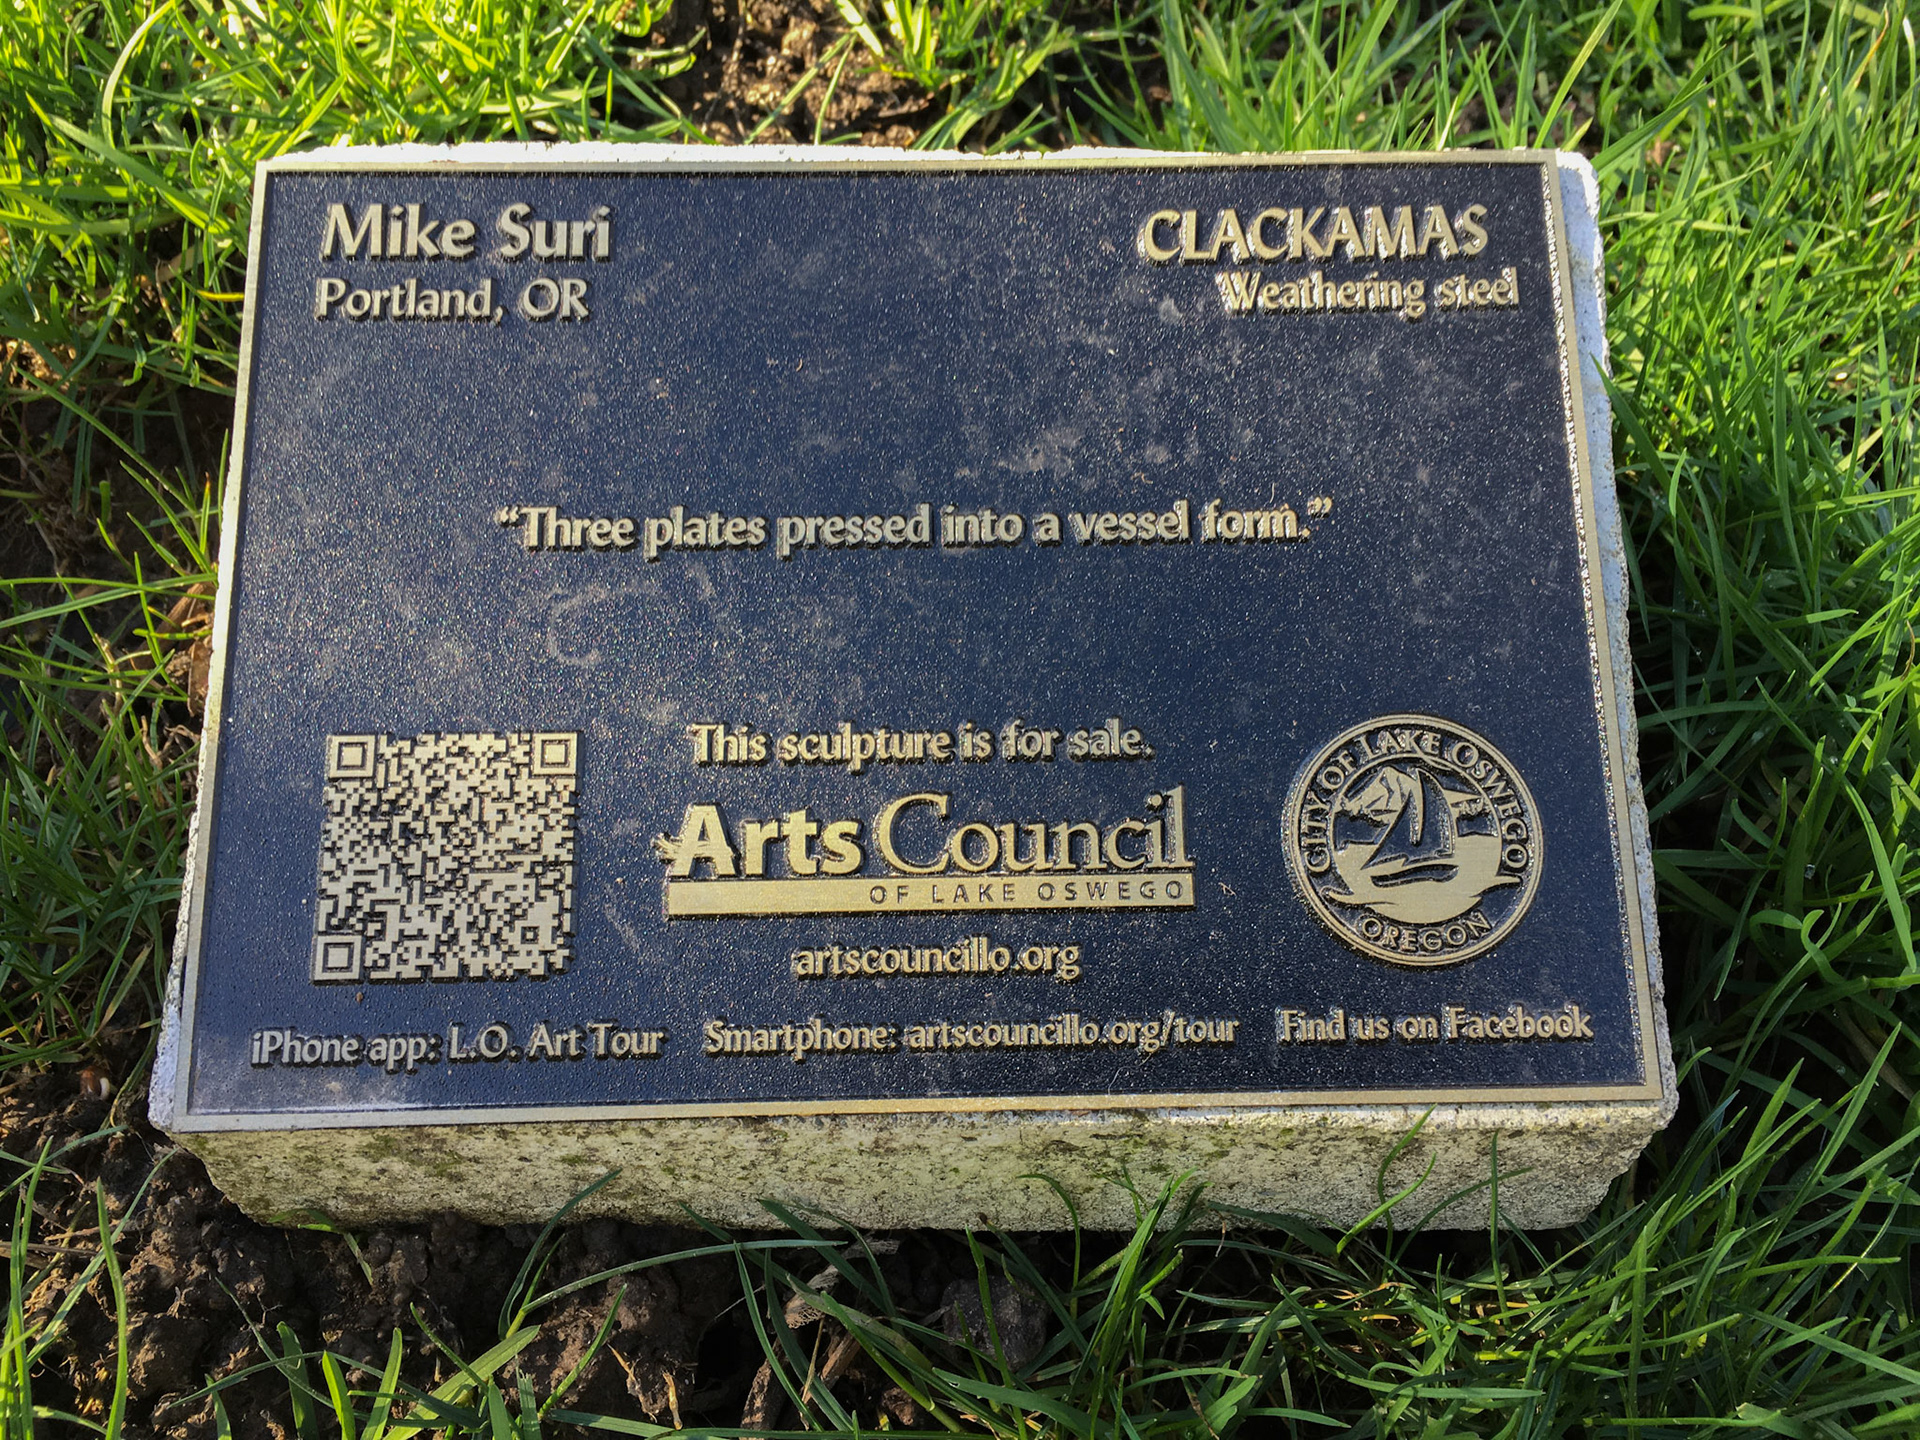 Mike Suri
Portland, OR
CLACKAMAS
Weathering steel
“Three plates pressed into a vessel form.”
This sculpture is for sale.
Arts Council
OF LAKE OSWEGO
artscouncillo.org
CITY OF LAKE OSWEGO
OREGON
iPhone app: L.O. Art Tour
Smartphone: artscouncillo.org/tour
Find us on Facebook